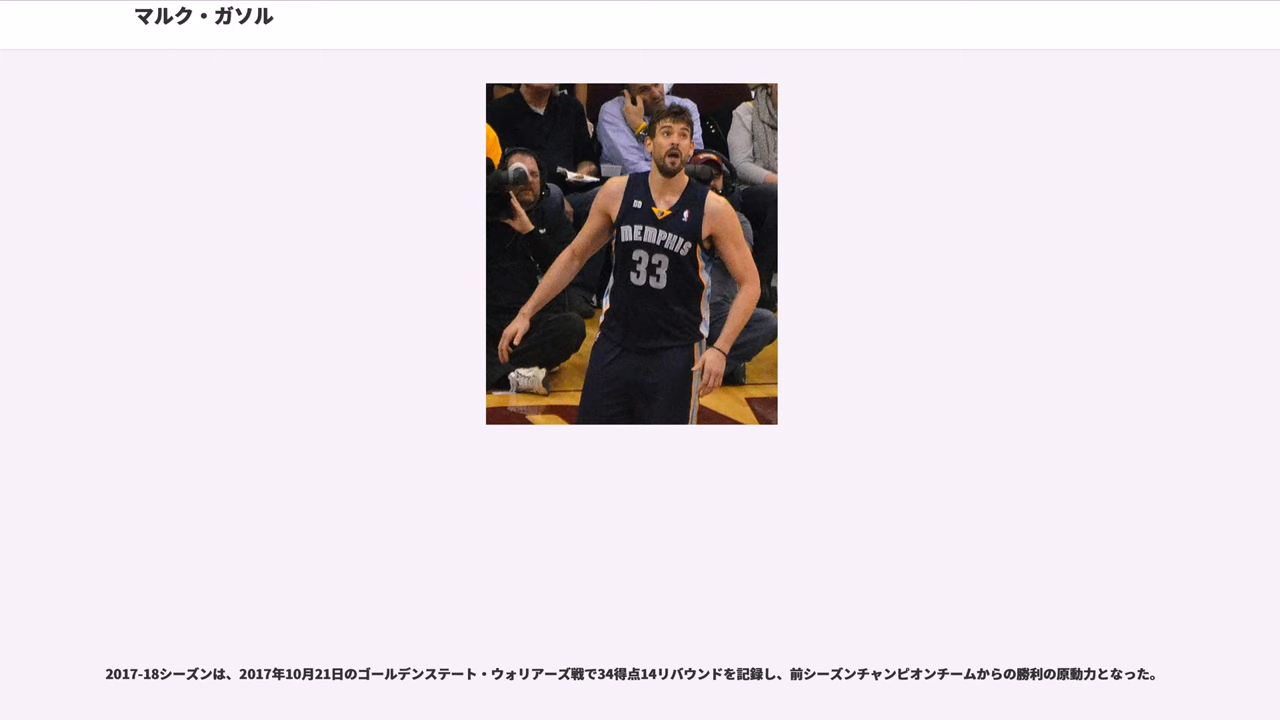 マルク・ガソル
MEMPHIS
33
2017-18シーズンは、2017年10月21日のゴールデンステート・ウォリアーズ戦で34得点14リバウンドを記録し、前シーズンチャンピオンチームからの勝利の原動力となった。